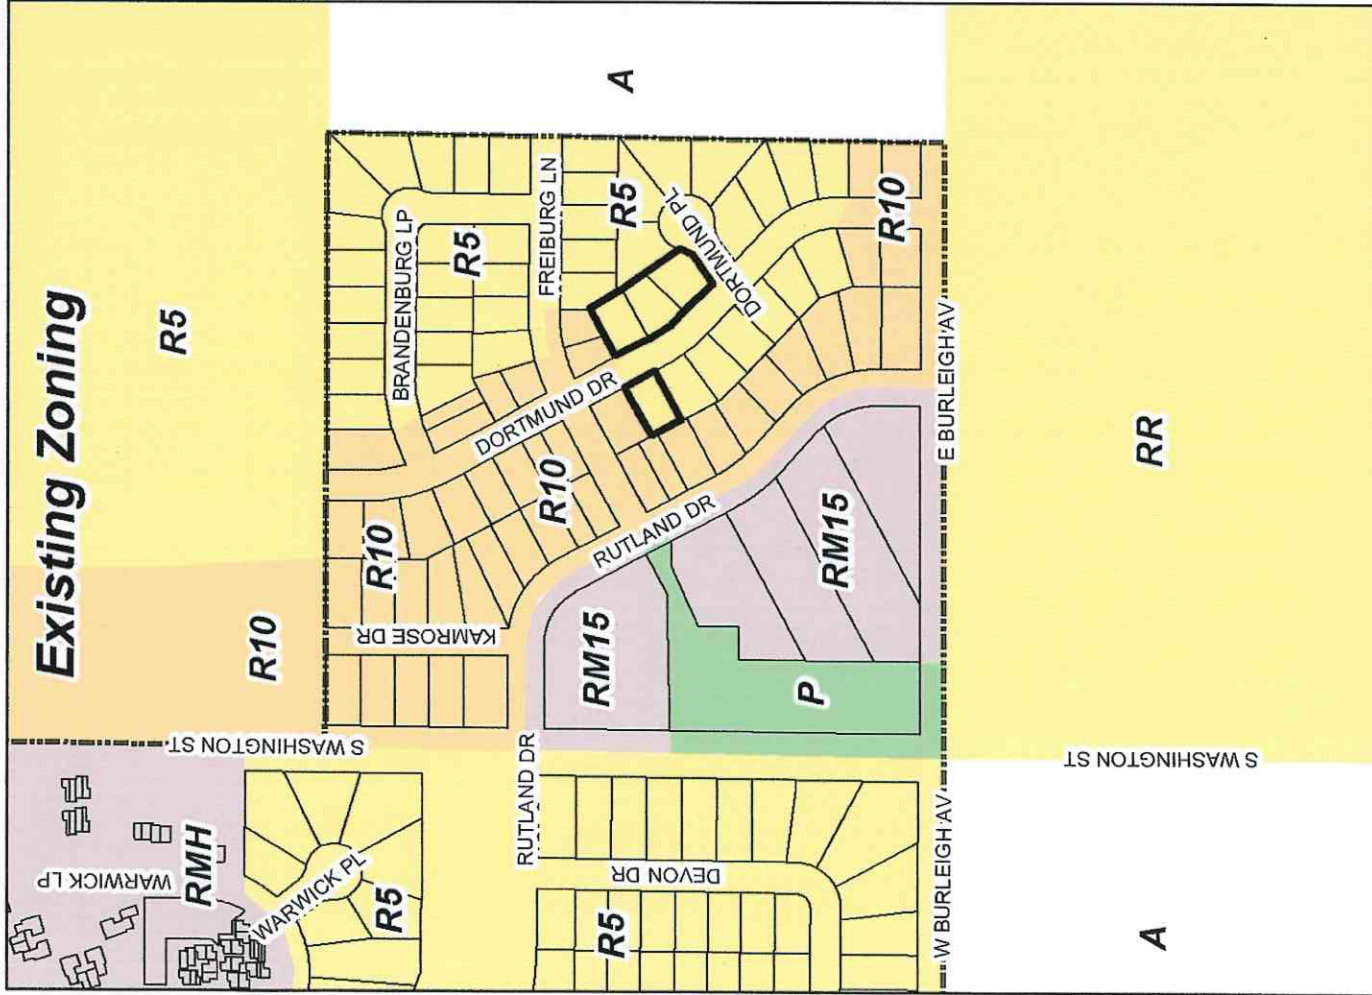 Existing Zoning
R5
WARWICK LP
RMH
R10
S WASHINGTON ST
WARWICK PL
R5
R10
BRANDENBURG LP
KAMROSE DR
R5
RUTLAND DR
R10
DORTMUND DR
FREIBURG LN
R5
RM15
R5
A
DEVON DR
RUTLAND DR
DORTMUND PL
P
RM15
R10
W BURLEIGH AV
E BURLEIGH AV
A
S WASHINGTON ST
RR